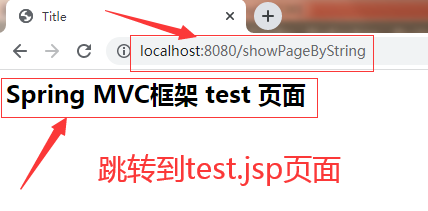 Title
localhost:8080/showPageByString
Spring MVC框架 test 页面
跳转到test.jsp页面